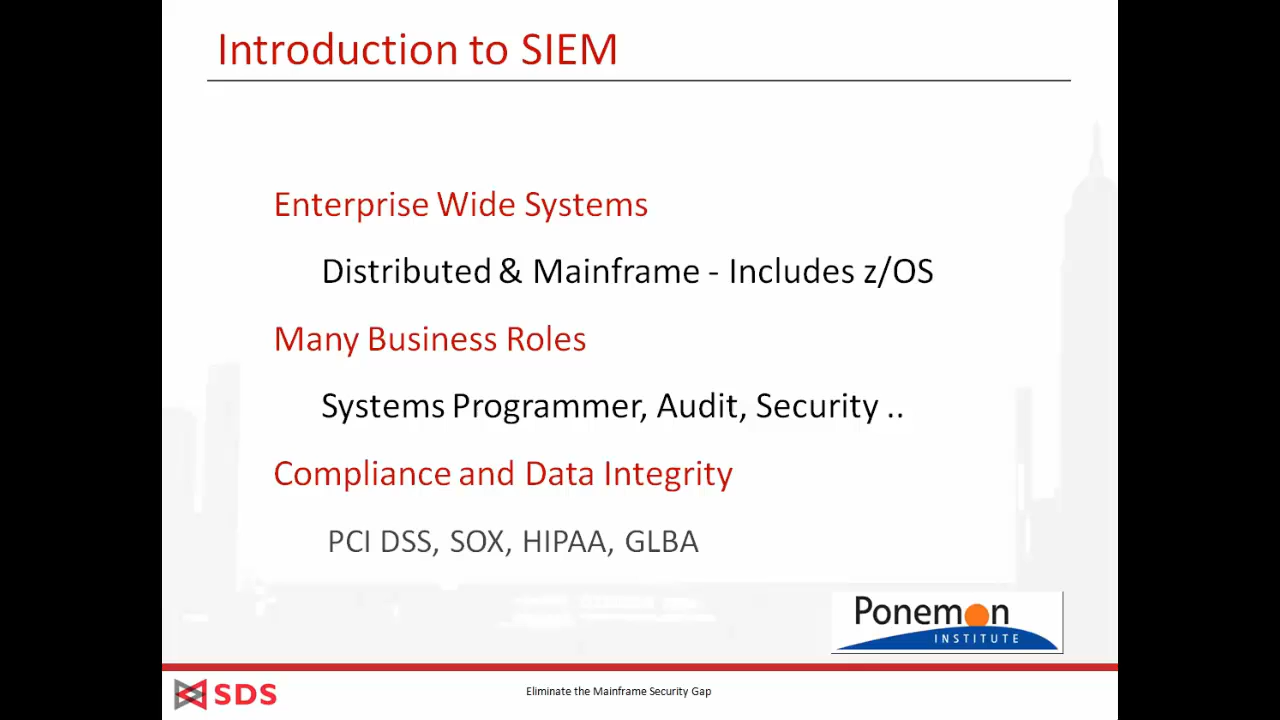 Introduction to SIEM
Enterprise Wide Systems
Distributed & Mainframe - Includes z/OS
Many Business Roles
Systems Programmer, Audit, Security ..
Compliance and Data Integrity
PCI DSS, SOX, HIPAA, GLBA
Ponemon
INSTITUTE
SDS
Eliminate the Mainframe Security Gap